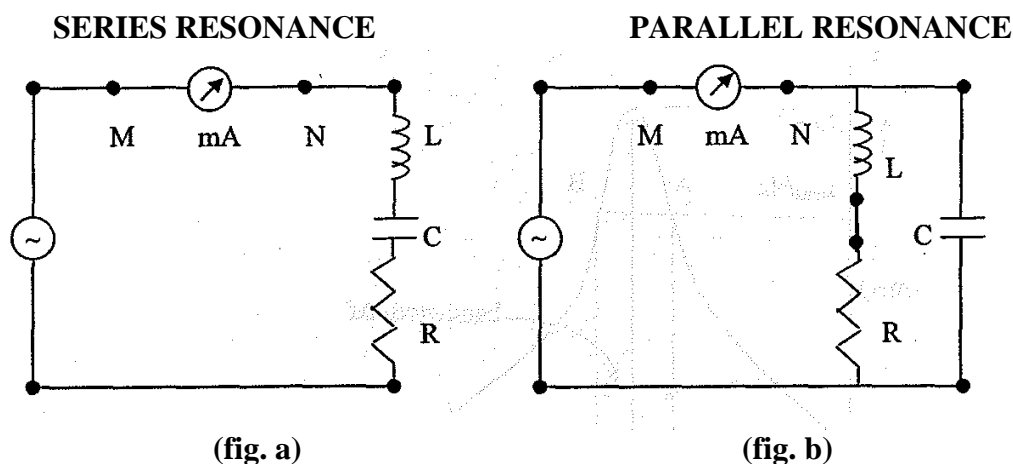 SERIES RESONANCE
PARALLEL RESONANCE
M mA N
L
C
R
~
M mA N
L
C
R
~
(fig. a)
(fig. b)